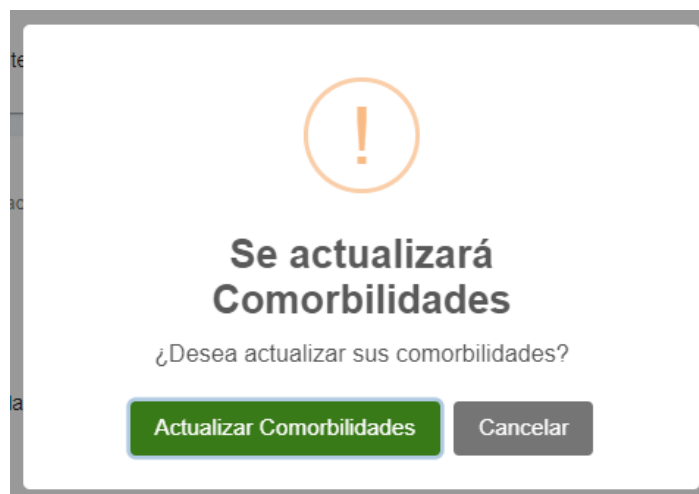 Se actualizará
Comorbilidades
¿Desea actualizar sus comorbilidades?
Actualizar Comorbilidades
Cancelar